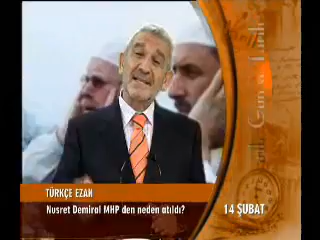 TÜRKÇE EZAN
Nusret Demiral MHP den neden atıldı?
14 ŞUBAT